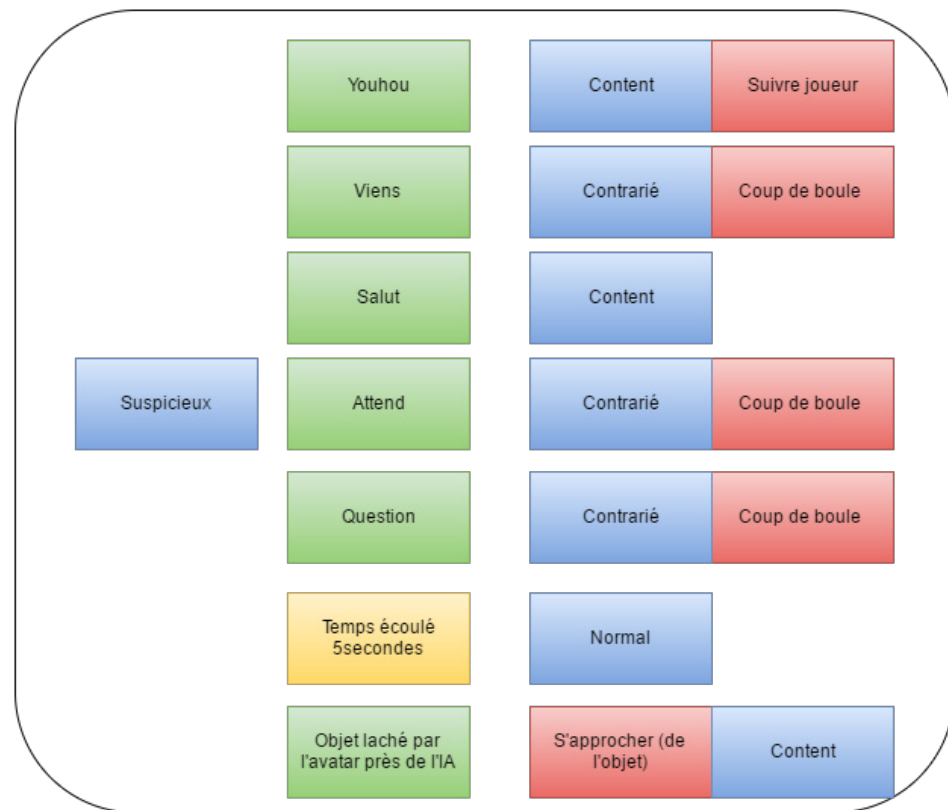 Youhou
Content
Suivre joueur
Viens
Contrarié
Coup de boule
Salut
Content
Suspicieux
Attend
Contrarié
Coup de boule
Question
Contrarié
Coup de boule
Temps écoulé
5secondes
Normal
Objet laché par
l'avatar près de l'IA
S'approcher (de
l'objet)
Content